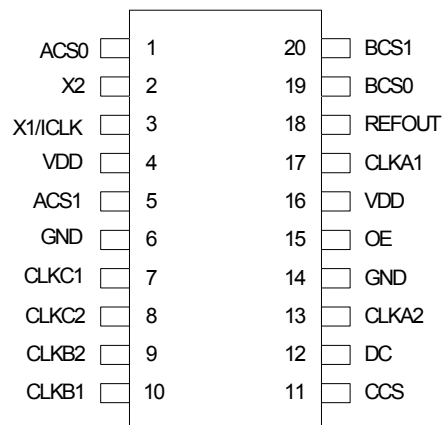 ACS0 1 20 BCS1
X2 2 19 BCS0
X1/ICLK 3 18 REFOUT
VDD 4 17 CLKA1
ACS1 5 16 VDD
GND 6 15 OE
CLKC1 7 14 GND
CLKC2 8 13 CLKA2
CLKB2 9 12 DC
CLKB1 10 11 CCS